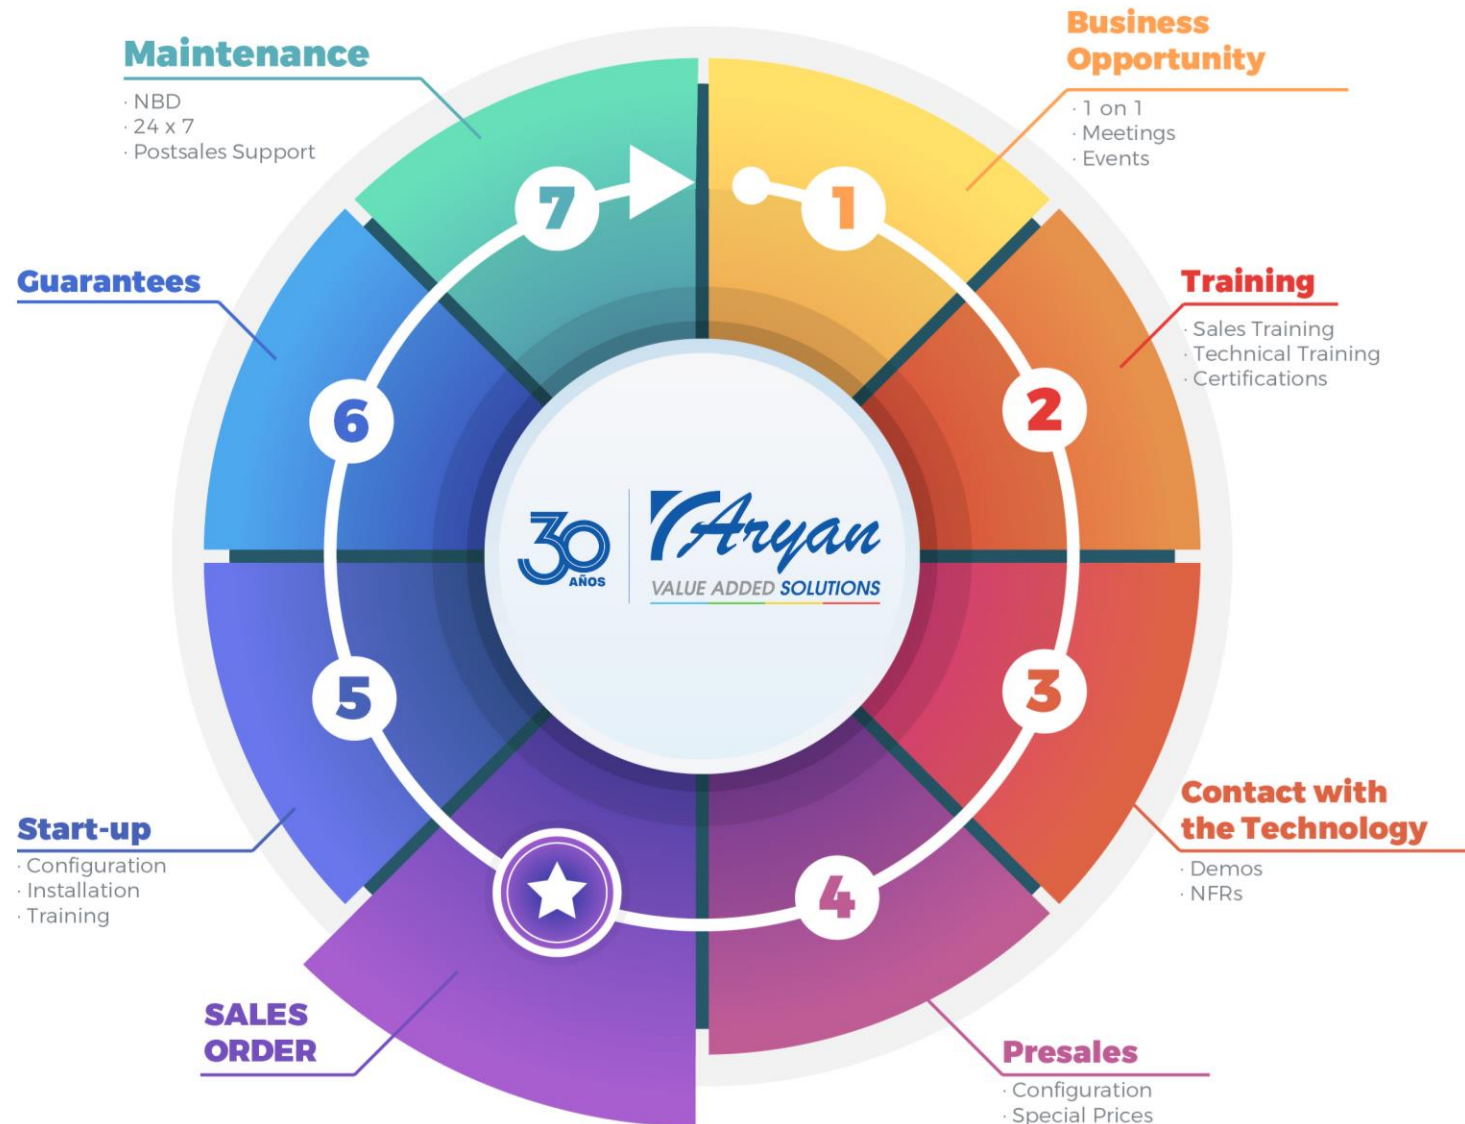 Business
Opportunity
· 1 on 1
· Meetings
· Events
1
Training
· Sales Training
· Technical Training
· Certifications
2
Contact with
the Technology
· Demos
· NFRs
3
Presales
· Configuration
· Special Prices
4
SALES
ORDER
Start-up
· Configuration
· Installation
· Training
5
Guarantees
6
Maintenance
· NBD
· 24 x 7
· Postsales Support
7
30
AÑOS
Aryan
VALUE ADDED SOLUTIONS